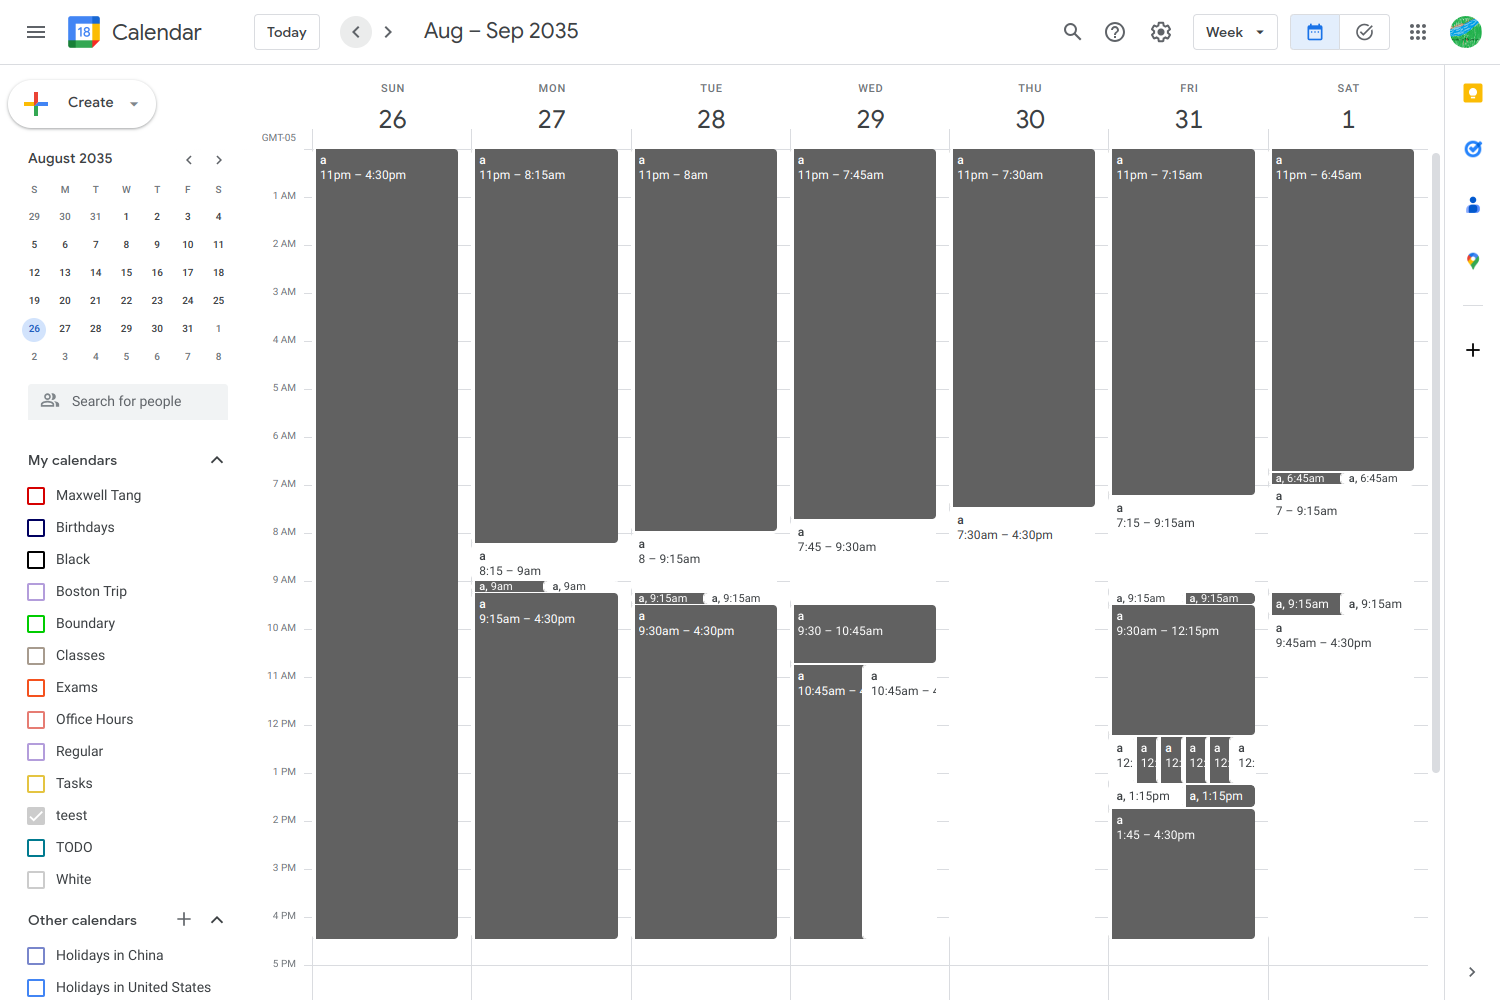 18 Calendar Today Aug – Sep 2035 Week
Create
August 2035
S M T W T F S
29 30 31 1 2 3 4
5 6 7 8 9 10 11
12 13 14 15 16 17 18
19 20 21 22 23 24 25
26 27 28 29 30 31 1
2 3 4 5 6 7 8
Search for people
My calendars
Maxwell Tang
Birthdays
Black
Boston Trip
Boundary
Classes
Exams
Office Hours
Regular
Tasks
teest
TODO
White
Other calendars
Holidays in China
Holidays in United States
SUN MON TUE WED THU FRI SAT
26 27 28 29 30 31 1
GMT-05
1 AM
2 AM
3 AM
4 AM
5 AM
6 AM
7 AM
8 AM
9 AM
10 AM
11 AM
12 PM
1 PM
2 PM
3 PM
4 PM
5 PM
a
11pm – 4:30pm
a
11pm – 8:15am
a
8:15 – 9am
a, 9am a, 9am
a
9:15am – 4:30pm
a
11pm – 8am
a
8 – 9:15am
a, 9:15am a, 9:15am
a
9:30am – 4:30pm
a
11pm – 7:45am
a
7:45 – 9:30am
a
9:30 – 10:45am
a a
10:45am – 4 10:45am – 4
a
11pm – 7:30am
a
7:30am – 4:30pm
a
11pm – 7:15am
a
7:15 – 9:15am
a, 9:15am a, 9:15am
a
9:30am – 12:15pm
a a a a a a
12: 12: 12: 12: 12: 12:
a, 1:15pm a, 1:15pm
a
1:45 – 4:30pm
a
11pm – 6:45am
a, 6:45am a, 6:45am
a
7 – 9:15am
a, 9:15am a, 9:15am
a
9:45am – 4:30pm